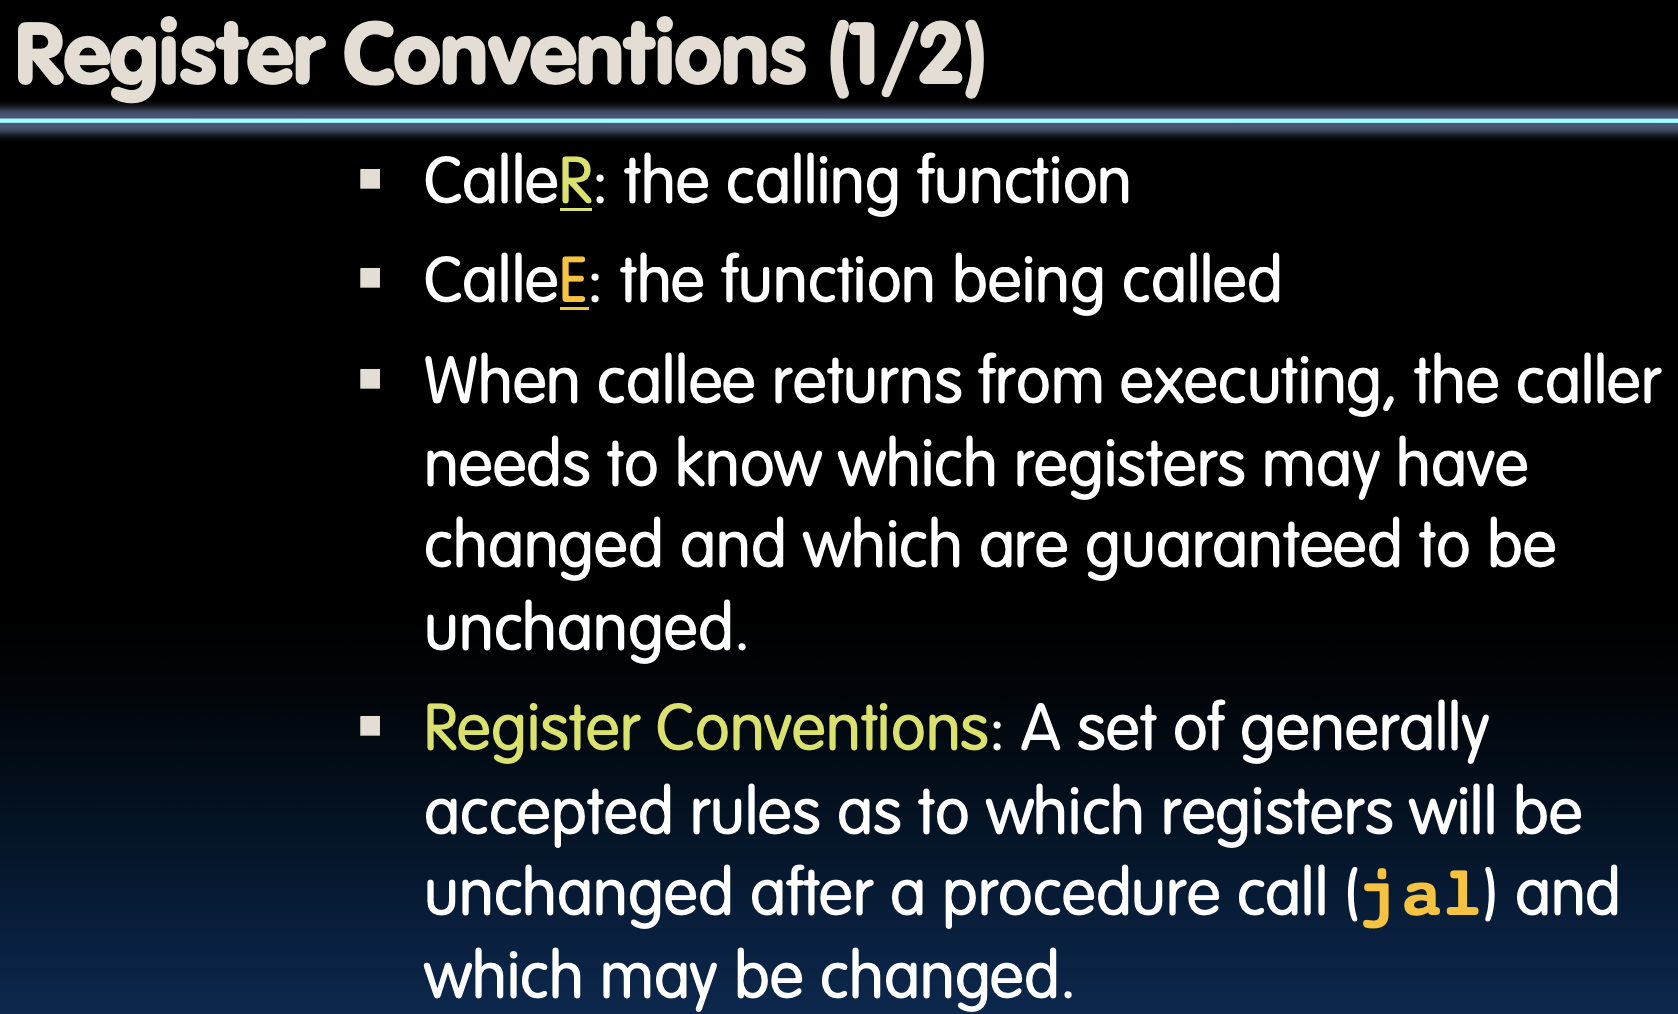 Register Conventions (1/2)
▪ CalleR: the calling function
▪ CalleE: the function being called
▪ When callee returns from executing, the caller
needs to know which registers may have
changed and which are guaranteed to be
unchanged.
▪ Register Conventions: A set of generally
accepted rules as to which registers will be
unchanged after a procedure call (jal) and
which may be changed.